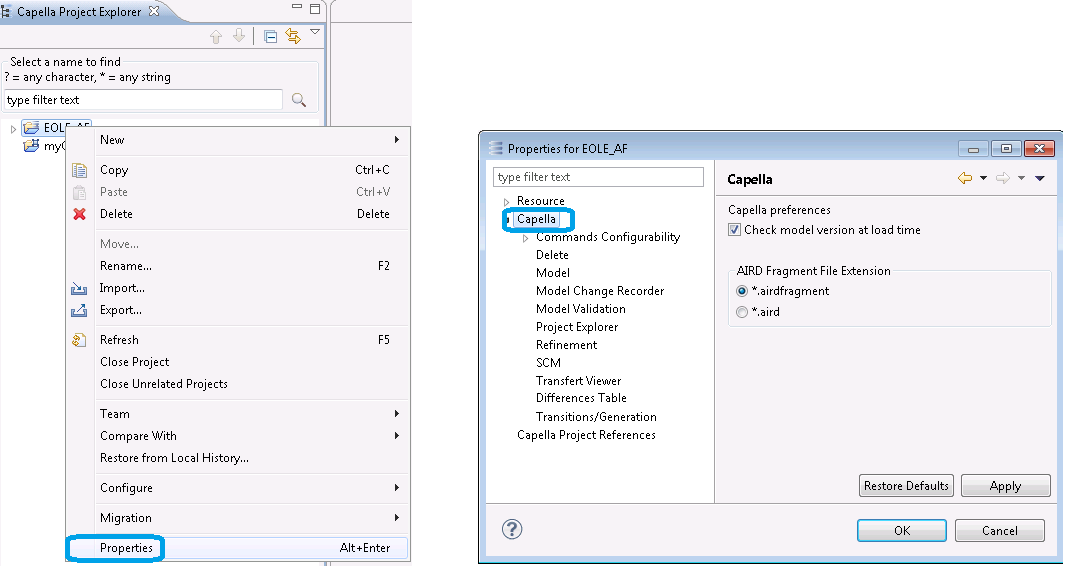 Capella Project Explorer
Select a name to find
? = any character, * = any string
type filter text
EOLE_AF
New
Copy Ctrl+C
Paste Ctrl+V
Delete Delete
Move...
Rename... F2
Import...
Export...
Refresh F5
Close Project
Close Unrelated Projects
Team
Compare With
Restore from Local History...
Configure
Migration
Properties Alt+Enter
Properties for EOLE_AF
type filter text
Resource
Capella
Commands Configurability
Delete
Model
Model Change Recorder
Model Validation
Project Explorer
Refinement
SCM
Transfert Viewer
Differences Table
Transitions/Generation
Capella Project References
Capella
Capella preferences
Check model version at load time
AIRD Fragment File Extension
*.airdfragment
*.aird
Restore Defaults Apply
OK Cancel